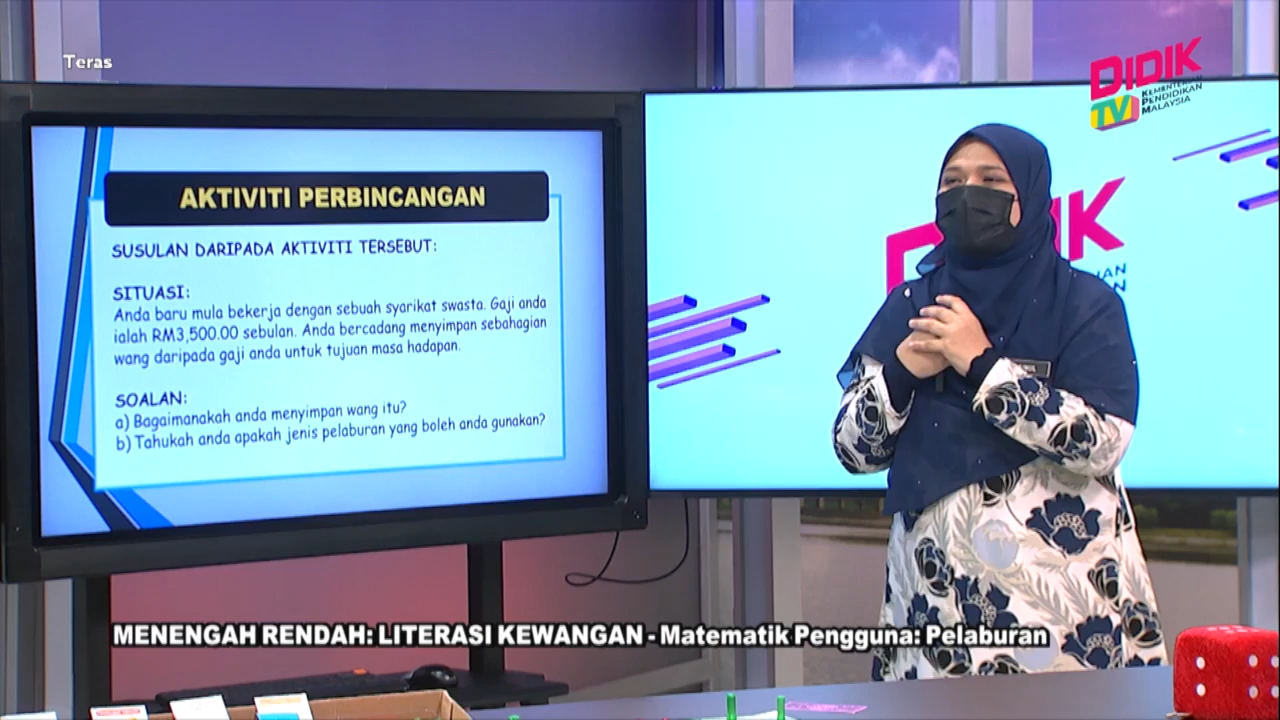 Teras
DIDIK
TV
KEMENTERIAN
PENDIDIKAN
MALAYSIA
AKTIVITI PERBINCANGAN
SUSULAN DARIPADA AKTIVITI TERSEBUT:
SITUASI:
Anda baru mula bekerja dengan sebuah syarikat swasta. Gaji anda
ialah RM3,500.00 sebulan. Anda bercadang menyimpan sebahagian
wang daripada gaji anda untuk tujuan masa hadapan.
SOALAN:
a) Bagaimanakah anda menyimpan wang itu?
b) Tahukah anda apakah jenis pelaburan yang boleh anda gunakan?
MENENGAH RENDAH: LITERASI KEWANGAN - Matematik Pengguna: Pelaburan